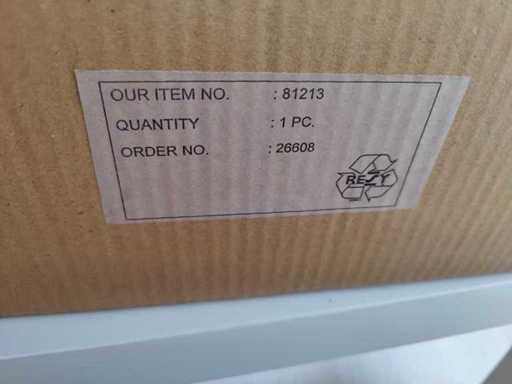 OUR ITEM NO. : 81213
QUANTITY : 1 PC.
ORDER NO. : 26608
RESY